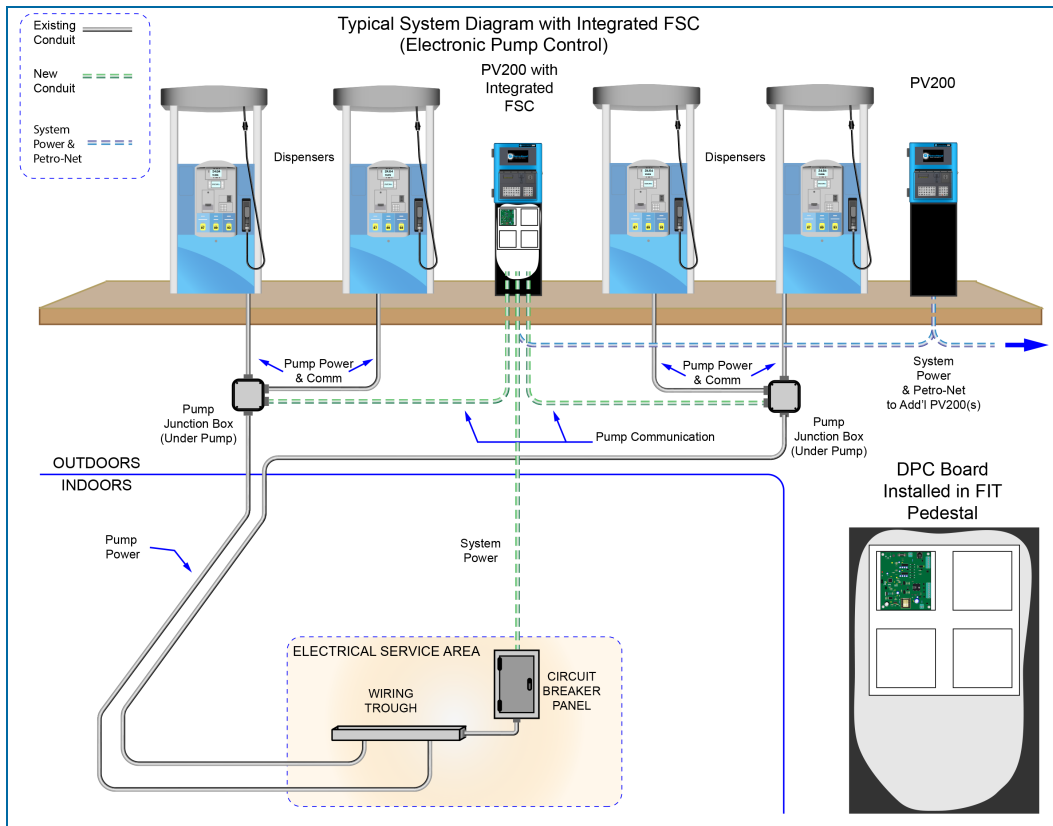 Typical System Diagram with Integrated FSC
(Electronic Pump Control)
Existing
Conduit
New
Conduit
System
Power &
Petro-Net
PV200 with
Integrated
FSC
PV200
Dispensers
Dispensers
Pump Power
& Comm
Pump Power
& Comm
System
Power
& Petro-Net
to Add'l PV200(s)
Pump
Junction Box
(Under Pump)
Pump Communication
Pump
Junction Box
(Under Pump)
OUTDOORS
INDOORS
DPC Board
Installed in FIT
Pedestal
Pump
Power
System
Power
ELECTRICAL SERVICE AREA
WIRING
TROUGH
CIRCUIT
BREAKER
PANEL